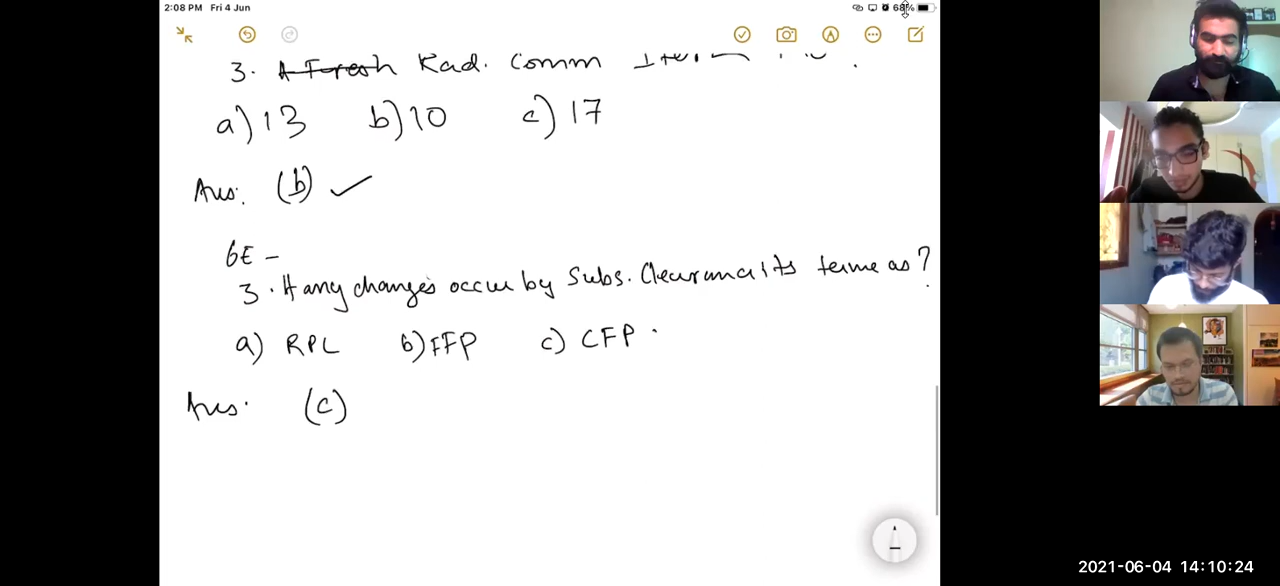 2:08 PM Fri 4 Jun
68%
3. A Fresh Rad. Comm
a) 13 b) 10 c) 17
Ans. (b) ✓
6E -
3. If any changes occur by Subs. Clearance its terme as ?
a) RPL b) FFP c) CFP .
Ans. (c)
2021-06-04 14:10:24